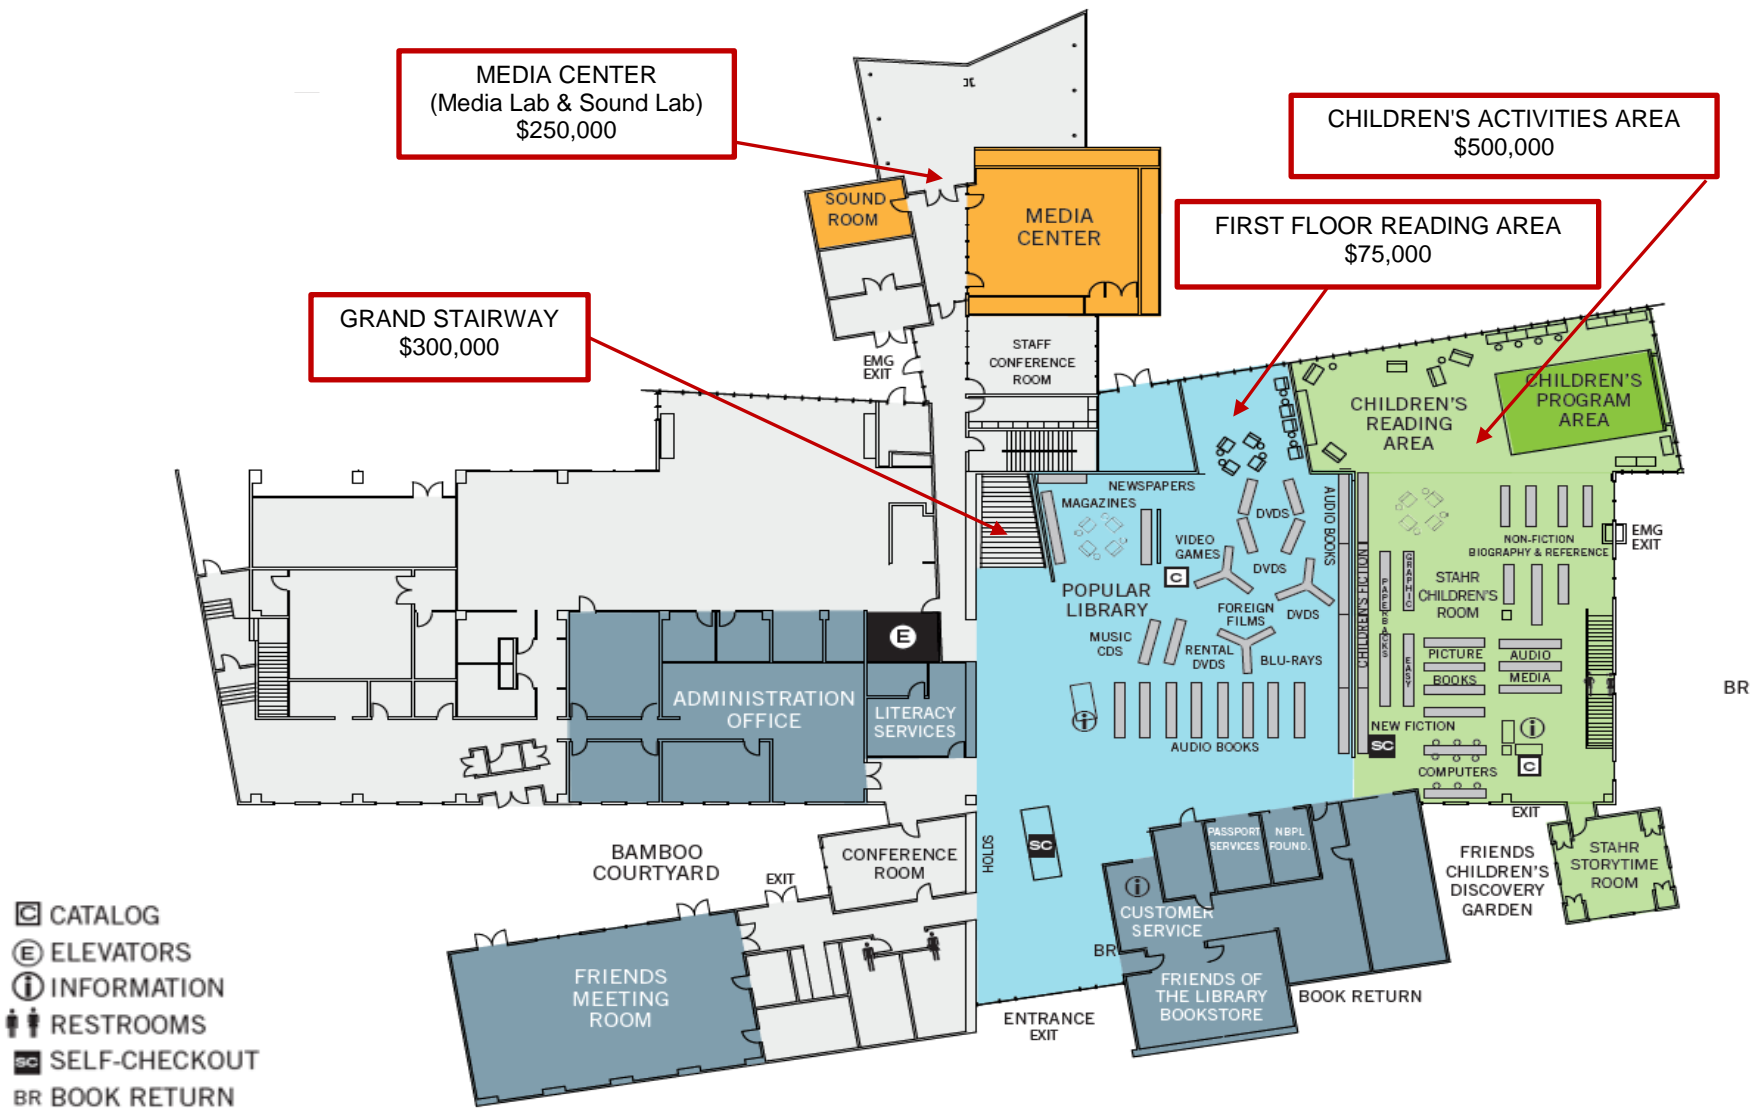 MEDIA CENTER
(Media Lab & Sound Lab)
$250,000
CHILDREN'S ACTIVITIES AREA
$500,000
FIRST FLOOR READING AREA
$75,000
GRAND STAIRWAY
$300,000
SOUND
ROOM
MEDIA
CENTER
EMG
EXIT
STAFF
CONFERENCE
ROOM
CHILDREN'S
READING
AREA
CHILDREN'S
PROGRAM
AREA
NEWSPAPERS
MAGAZINES
VIDEO
GAMES
DVDS
AUDIO BOOKS
DVDS
DVDS
C
POPULAR
LIBRARY
FOREIGN
FILMS
MUSIC
CDS
RENTAL
DVDS
BLU-RAYS
AUDIO BOOKS
CHILDREN'S FICTION
PAPERBACKS
GRAPHIC
EASY
NON-FICTION
BIOGRAPHY & REFERENCE
EMG
EXIT
STAHR
CHILDREN'S
ROOM
PICTURE
BOOKS
AUDIO
MEDIA
NEW FICTION
SC
COMPUTERS
i
C
BR
E
ADMINISTRATION
OFFICE
LITERACY
SERVICES
i
HOLDS
SC
BAMBOO
COURTYARD
EXIT
CONFERENCE
ROOM
PASSPORT
SERVICES
NBPL
FOUND.
i
CUSTOMER
SERVICE
BR
FRIENDS OF
THE LIBRARY
BOOKSTORE
BOOK RETURN
ENTRANCE
EXIT
EXIT
FRIENDS
CHILDREN'S
DISCOVERY
GARDEN
STAHR
STORYTIME
ROOM
FRIENDS
MEETING
ROOM
C CATALOG
E ELEVATORS
i INFORMATION
RESTROOMS
SC SELF-CHECKOUT
BR BOOK RETURN